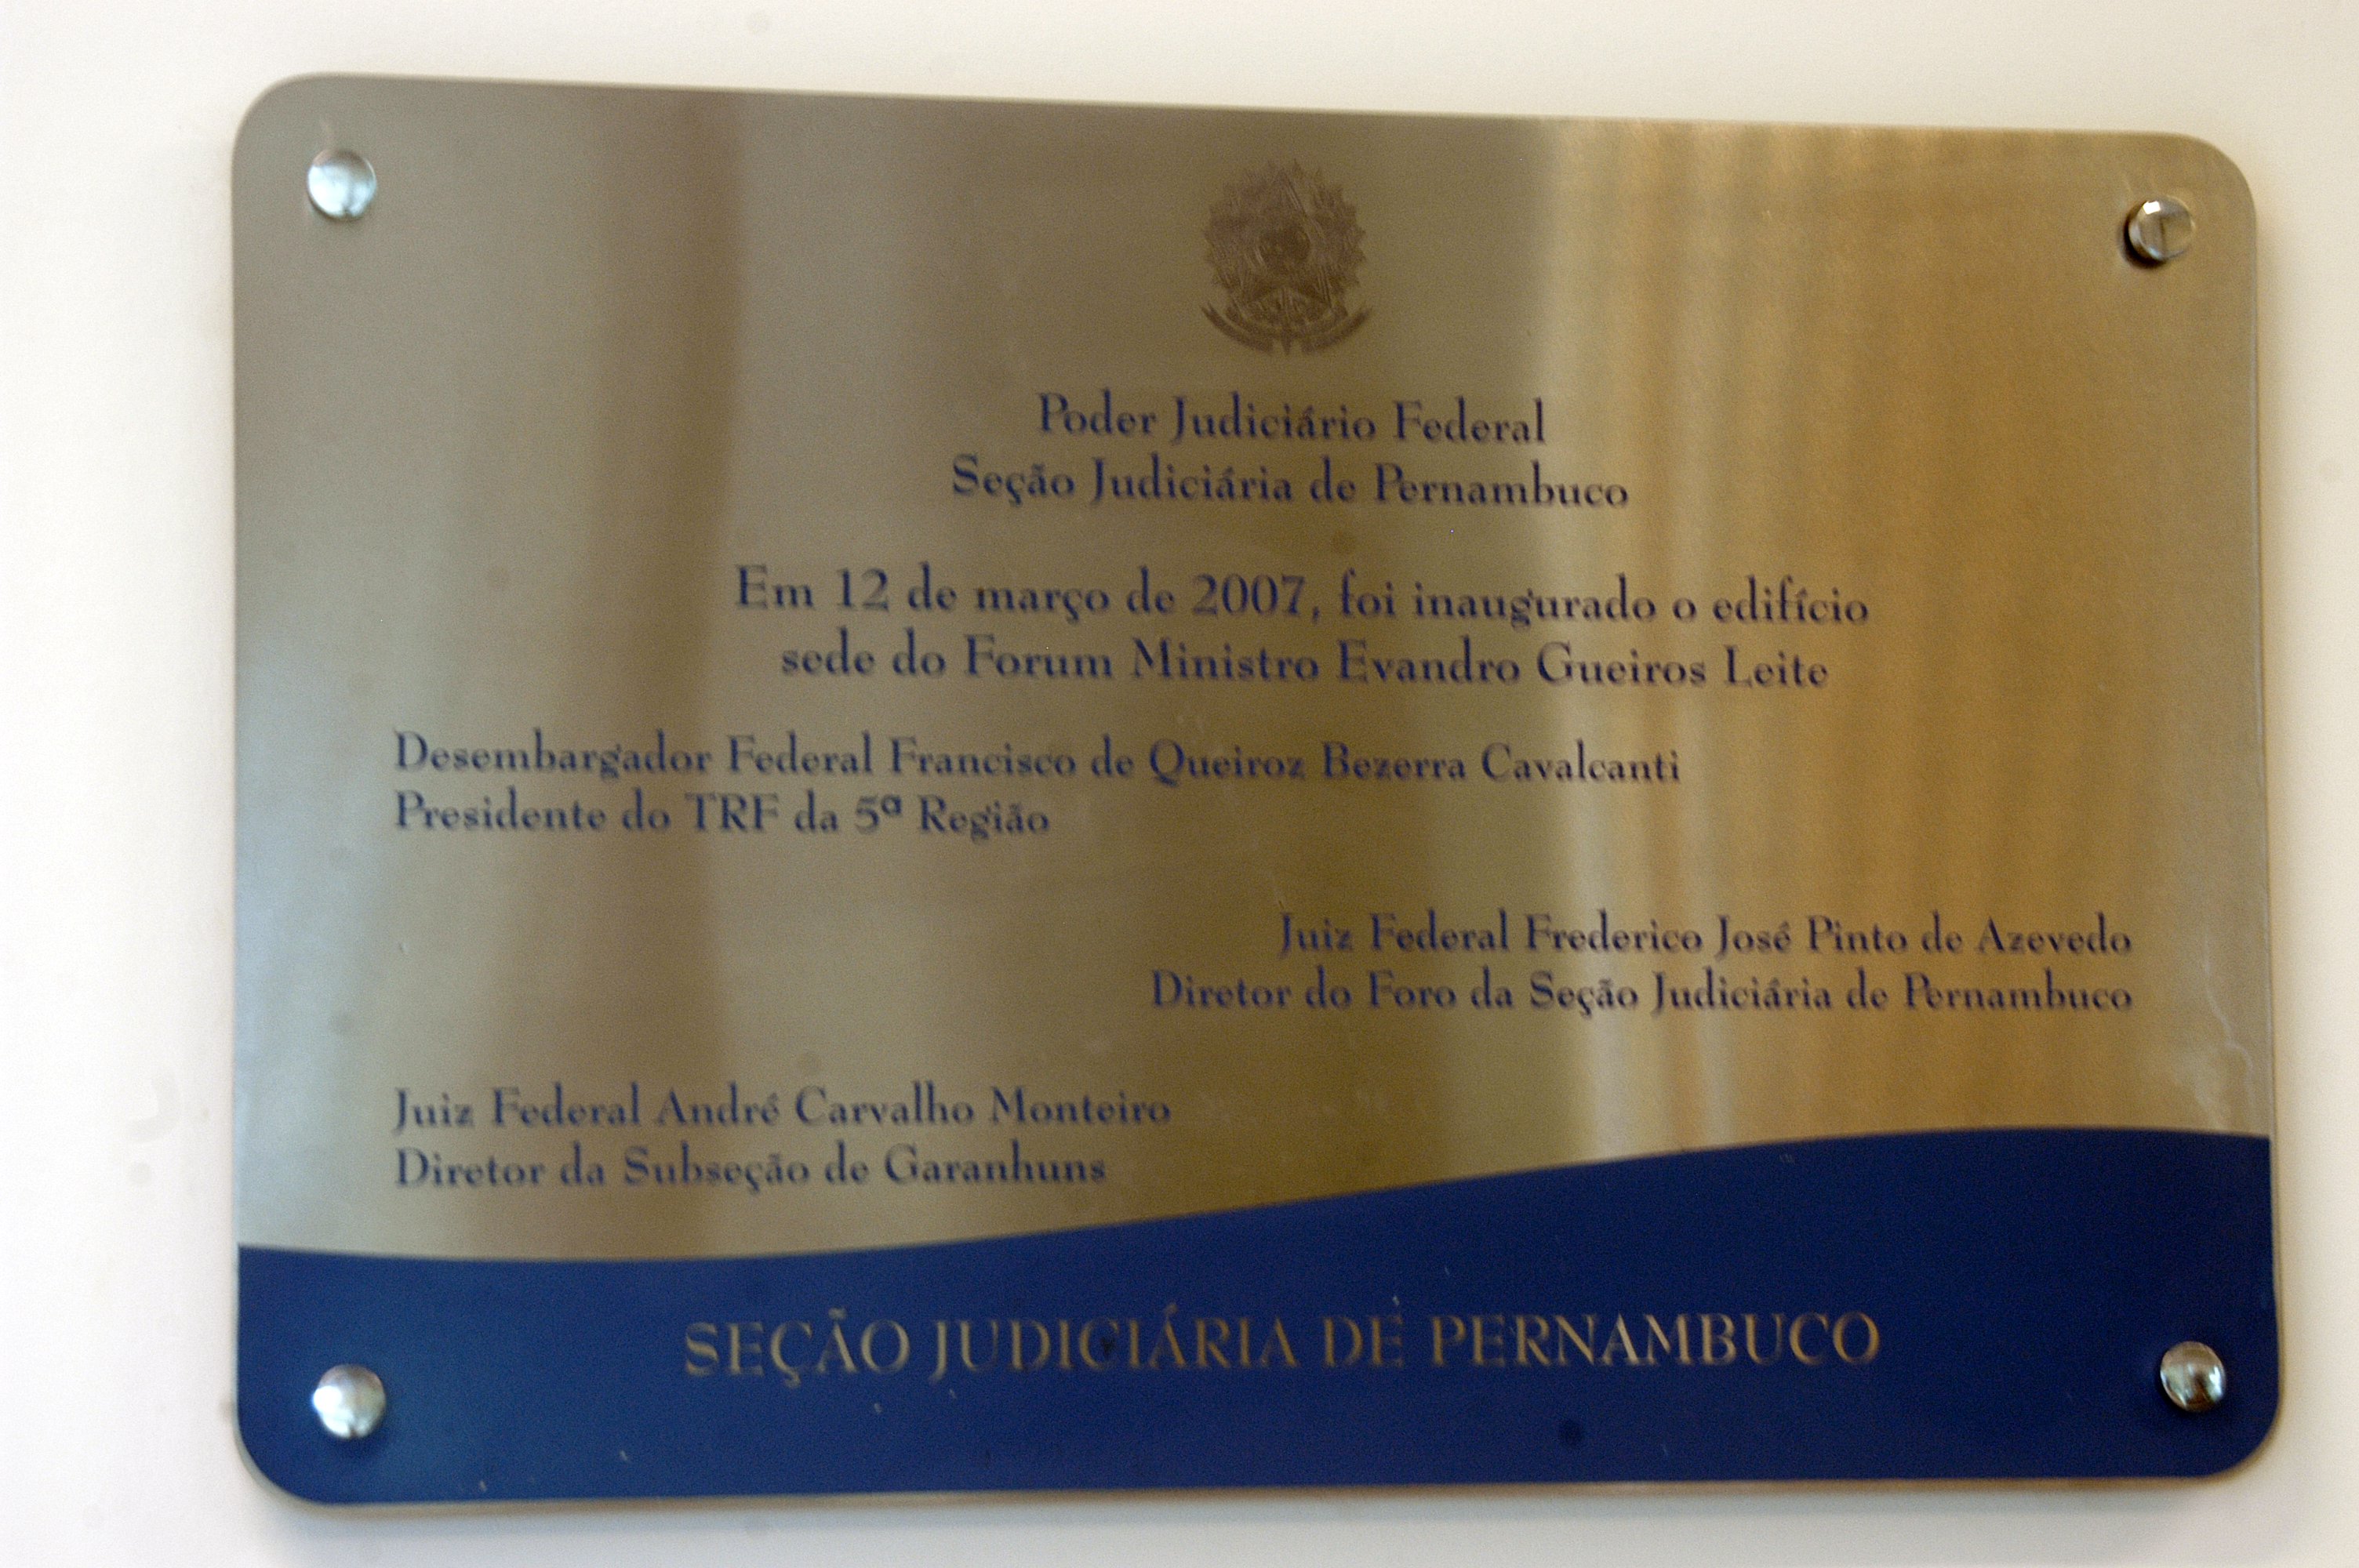 Poder Judiciário Federal
Seção Judiciária de Pernambuco
Em 12 de março de 2007, foi inaugurado o edifício
sede do Forum Ministro Evandro Gueiros Leite
Desembargador Federal Francisco de Queiroz Bezerra Cavalcanti
Presidente do TRF da 5ª Região
Juiz Federal Frederico José Pinto de Azevedo
Diretor do Foro da Seção Judiciária de Pernambuco
Juiz Federal André Carvalho Monteiro
Diretor da Subseção de Garanhuns
SEÇÃO JUDICIÁRIA DE PERNAMBUCO